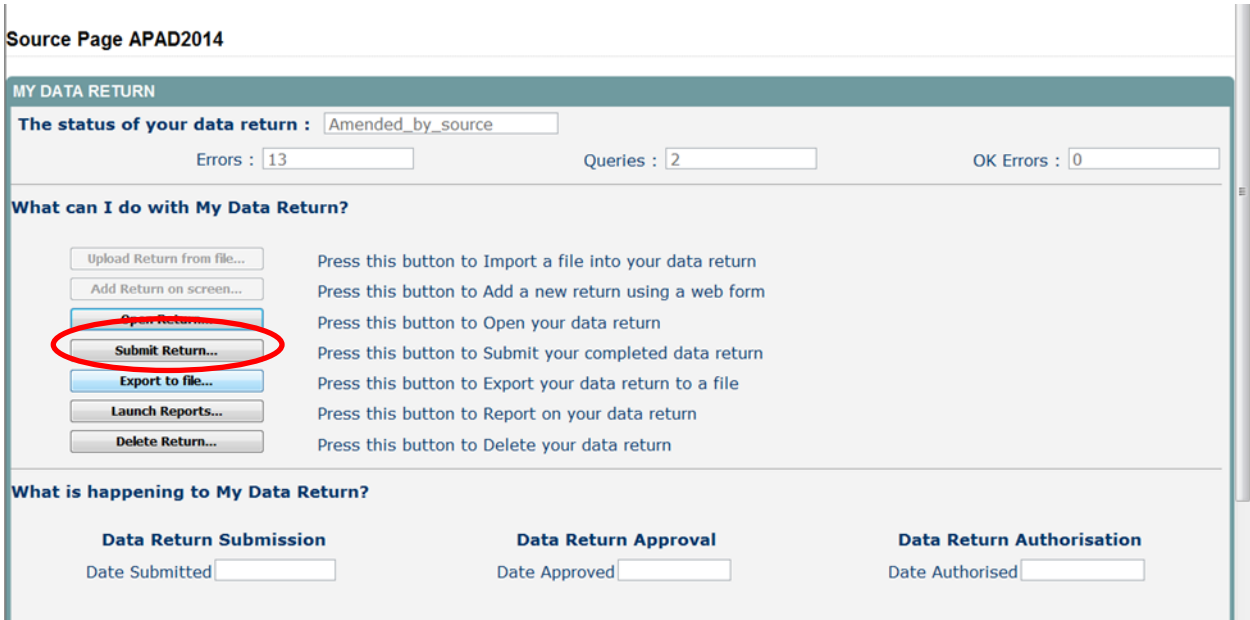 Source Page APAD2014
MY DATA RETURN
The status of your data return : Amended_by_source
Errors : 13 Queries : 2 OK Errors : 0
What can I do with My Data Return?
Upload Return from file... Press this button to Import a file into your data return
Add Return on screen... Press this button to Add a new return using a web form
Open Return... Press this button to Open your data return
Submit Return... Press this button to Submit your completed data return
Export to file... Press this button to Export your data return to a file
Launch Reports... Press this button to Report on your data return
Delete Return... Press this button to Delete your data return
What is happening to My Data Return?
Data Return Submission Data Return Approval Data Return Authorisation
Date Submitted Date Approved Date Authorised